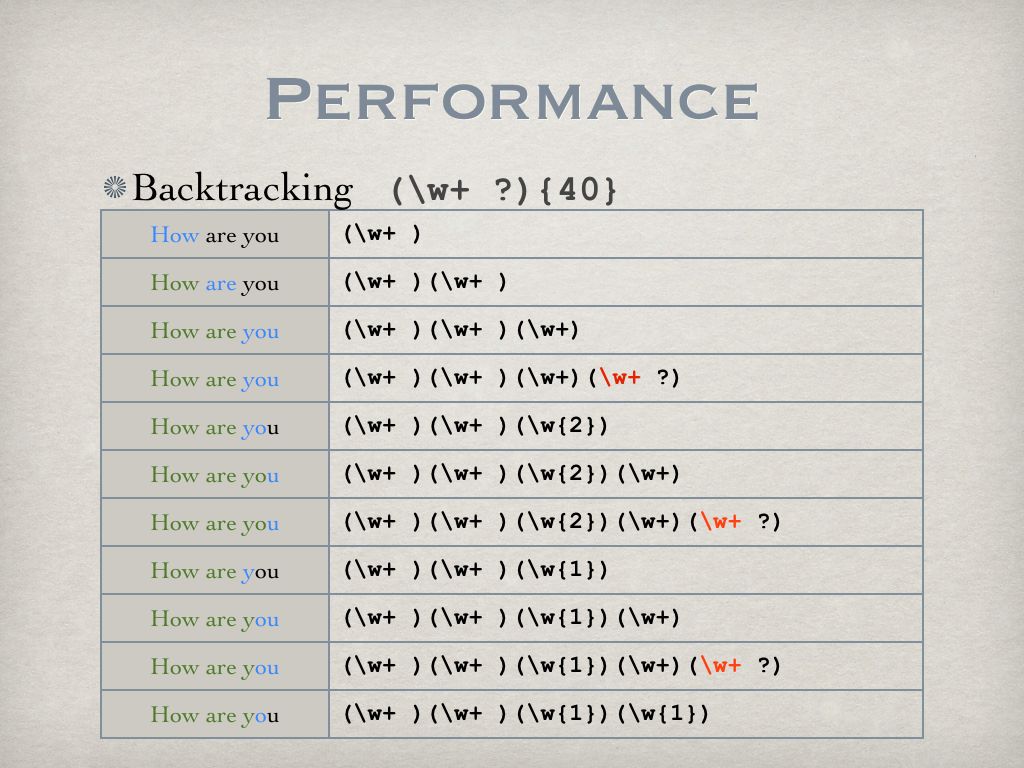 PERFORMANCE
Backtracking (\w+ ?){40}
How are you (\w+ )
How are you (\w+ )(\w+ )
How are you (\w+ )(\w+ )(\w+)
How are you (\w+ )(\w+ )(\w+)(\w+ ?)
How are you (\w+ )(\w+ )(\w{2})
How are you (\w+ )(\w+ )(\w{2})(\w+)
How are you (\w+ )(\w+ )(\w{2})(\w+)(\w+ ?)
How are you (\w+ )(\w+ )(\w{1})
How are you (\w+ )(\w+ )(\w{1})(\w+)
How are you (\w+ )(\w+ )(\w{1})(\w+)(\w+ ?)
How are you (\w+ )(\w+ )(\w{1})(\w{1})